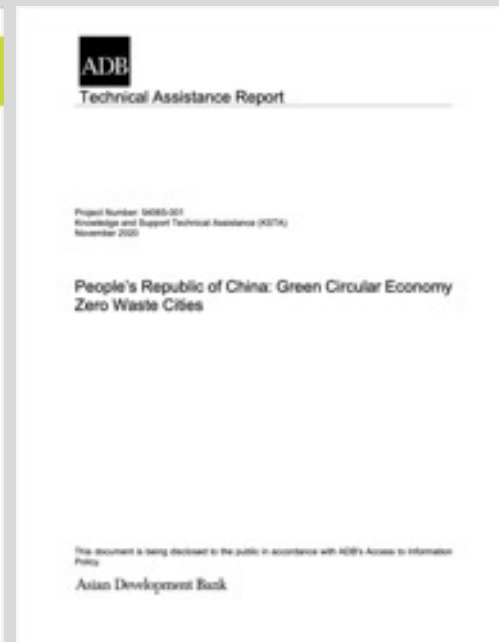 ADB
Technical Assistance Report
Project Number: 54065-001
Knowledge and Support Technical Assistance (KSTA)
November 2020
People's Republic of China: Green Circular Economy
Zero Waste Cities
This document is being disclosed to the public in accordance with ADB's Access to Information
Policy.
Asian Development Bank